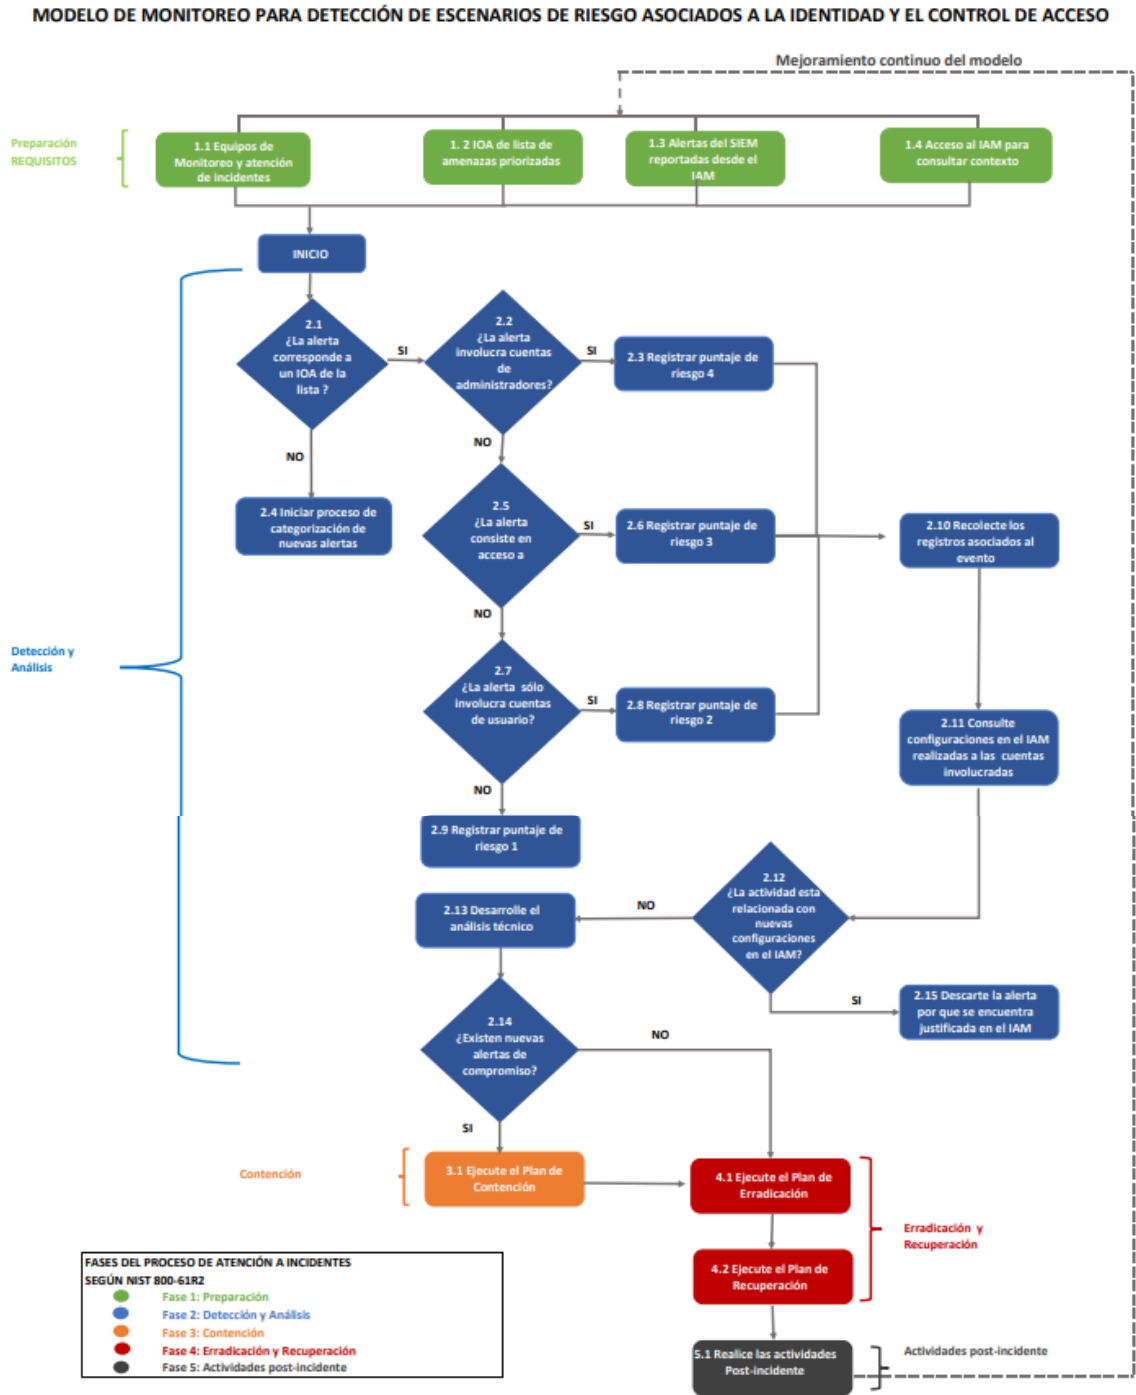 MODELO DE MONITOREO PARA DETECCIÓN DE ESCENARIOS DE RIESGO ASOCIADOS A LA IDENTIDAD Y EL CONTROL DE ACCESO
Mejoramiento continuo del modelo
Preparación
REQUISITOS
1.1 Equipos de
Monitoreo y atención
de incidentes
1. 2 IOA de lista de
amenazas priorizadas
1.3 Alertas del SIEM
reportadas desde el
IAM
1.4 Acceso al IAM para
consultar contexto
INICIO
2.1
¿La alerta
corresponde a
un IOA de la
lista ?
SI
2.2
¿La alerta
involucra cuentas
de
administradores?
SI
2.3 Registrar puntaje de
riesgo 4
NO
NO
2.4 Iniciar proceso de
categorización de
nuevas alertas
2.5
¿La alerta
consiste en
acceso a
SI
2.6 Registrar puntaje de
riesgo 3
2.10 Recolecte los
registros asociados al
evento
NO
Detección y
Análisis
2.7
¿La alerta sólo
involucra cuentas
de usuario?
SI
2.8 Registrar puntaje de
riesgo 2
2.11 Consulte
configuraciones en el IAM
realizadas a las cuentas
involucradas
NO
2.9 Registrar puntaje de
riesgo 1
2.12
¿La actividad esta
relacionada con
nuevas
configuraciones
en el IAM?
NO
2.13 Desarrolle el
análisis técnico
SI
2.15 Descarte la alerta
por que se encuentra
justificada en el IAM
2.14
¿Existen nuevas
alertas de
compromiso?
NO
SI
Contención
3.1 Ejecute el Plan de
Contención
4.1 Ejecute el Plan de
Erradicación
Erradicación y
Recuperación
4.2 Ejecute el Plan de
Recuperación
FASES DEL PROCESO DE ATENCIÓN A INCIDENTES
SEGÚN NIST 800-61R2
Fase 1: Preparación
Fase 2: Detección y Análisis
Fase 3: Contención
Fase 4: Erradicación y Recuperación
Fase 5: Actividades post-incidente
5.1 Realice las actividades
Post-incidente
Actividades post-incidente